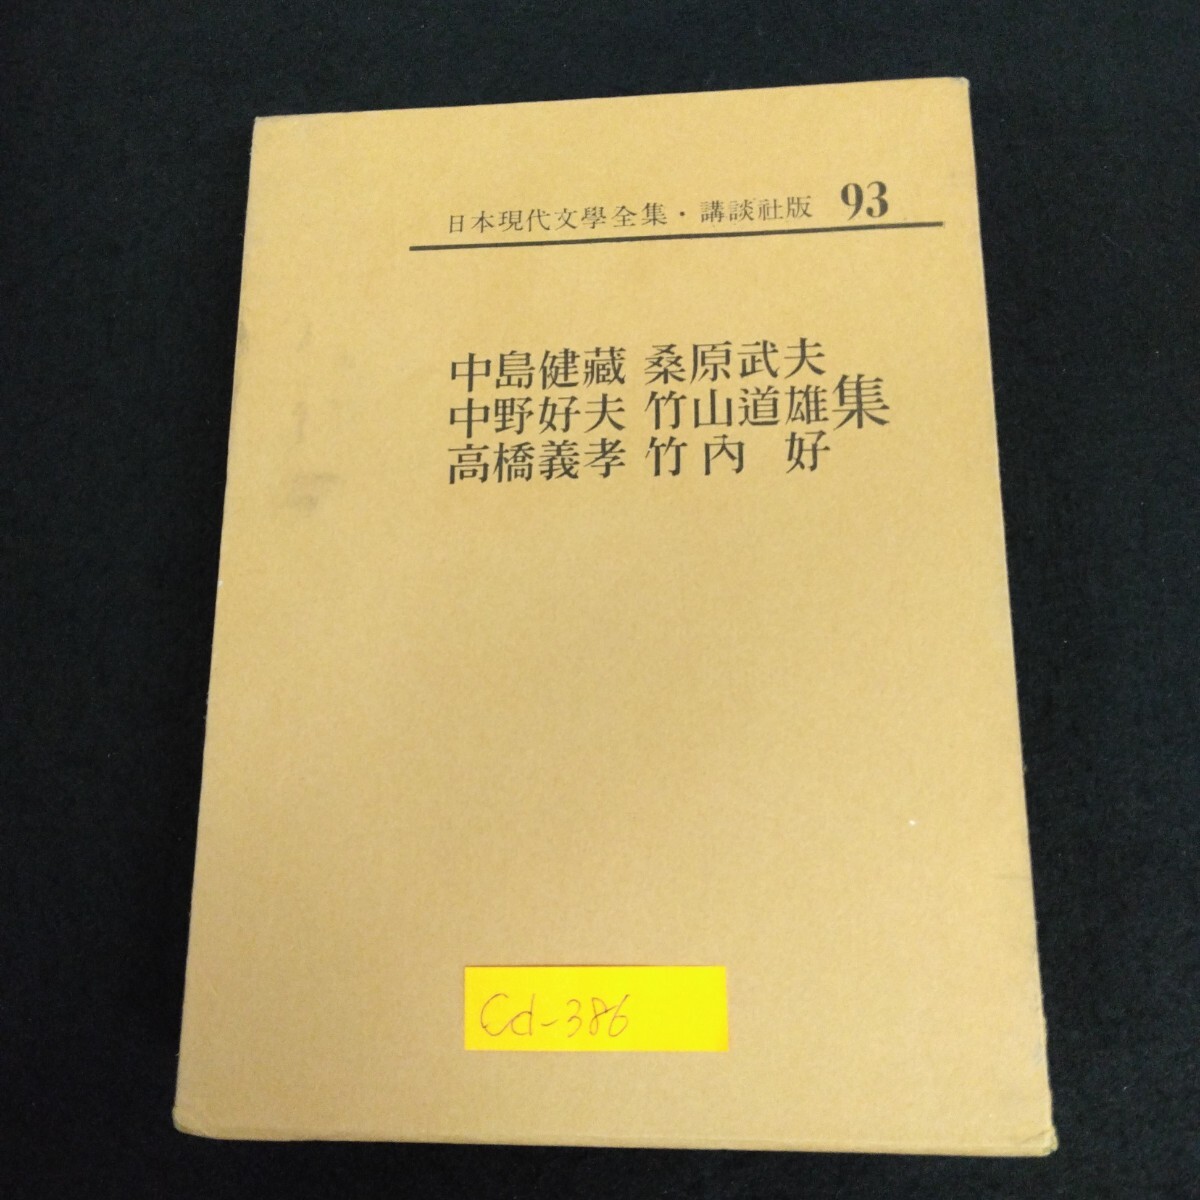 日本現代文學全集・講談社版 93
中島健藏 桑原武夫
中野好夫 竹山道雄集
高橋義孝 竹內 好
Cd-386